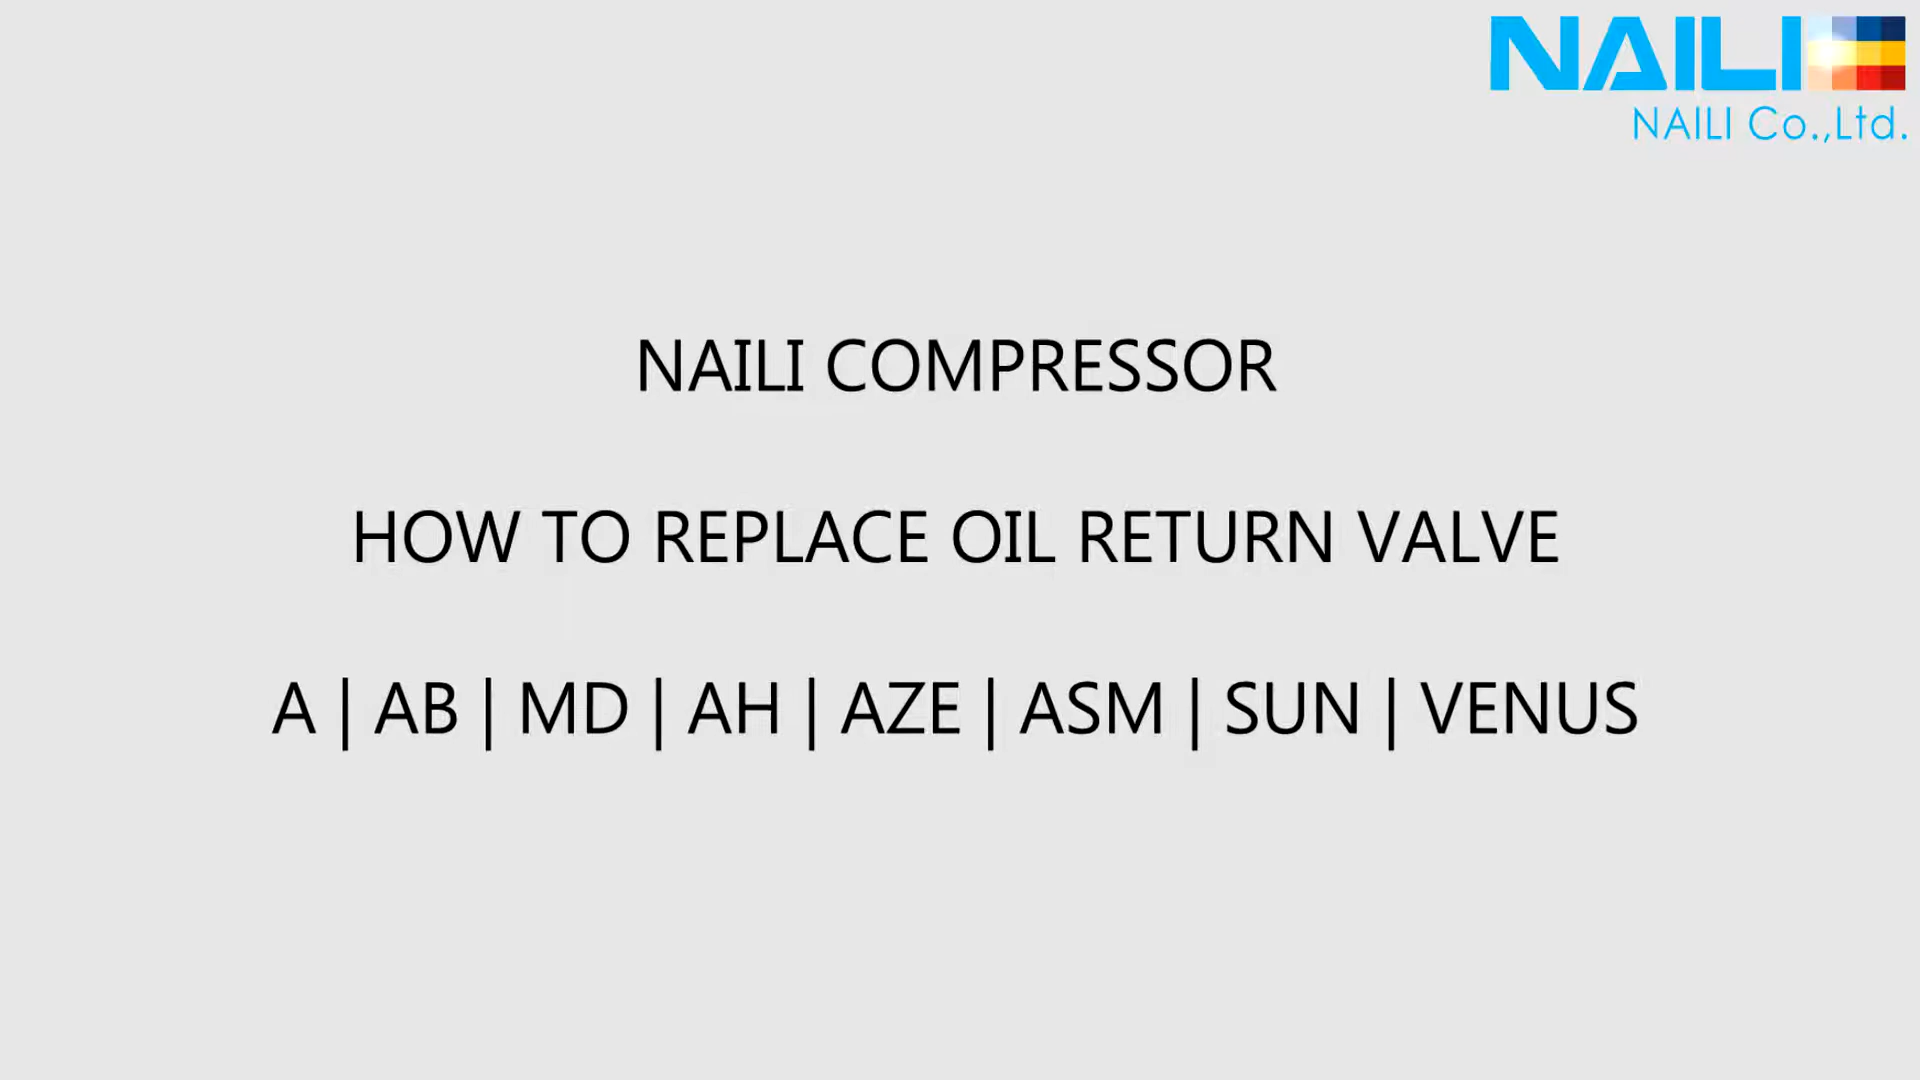 NAILI
NAILI Co.,Ltd.
NAILI COMPRESSOR
HOW TO REPLACE OIL RETURN VALVE
A | AB | MD | AH | AZE | ASM | SUN | VENUS